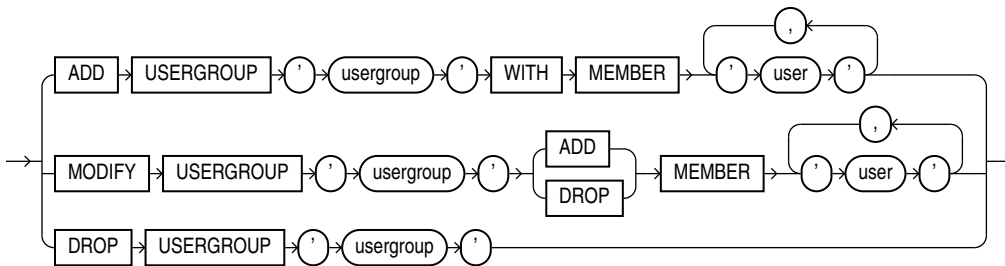 ,
ADD USERGROUP ' usergroup ' WITH MEMBER ' user '
,
ADD
MODIFY USERGROUP ' usergroup ' MEMBER ' user '
DROP
DROP USERGROUP ' usergroup '